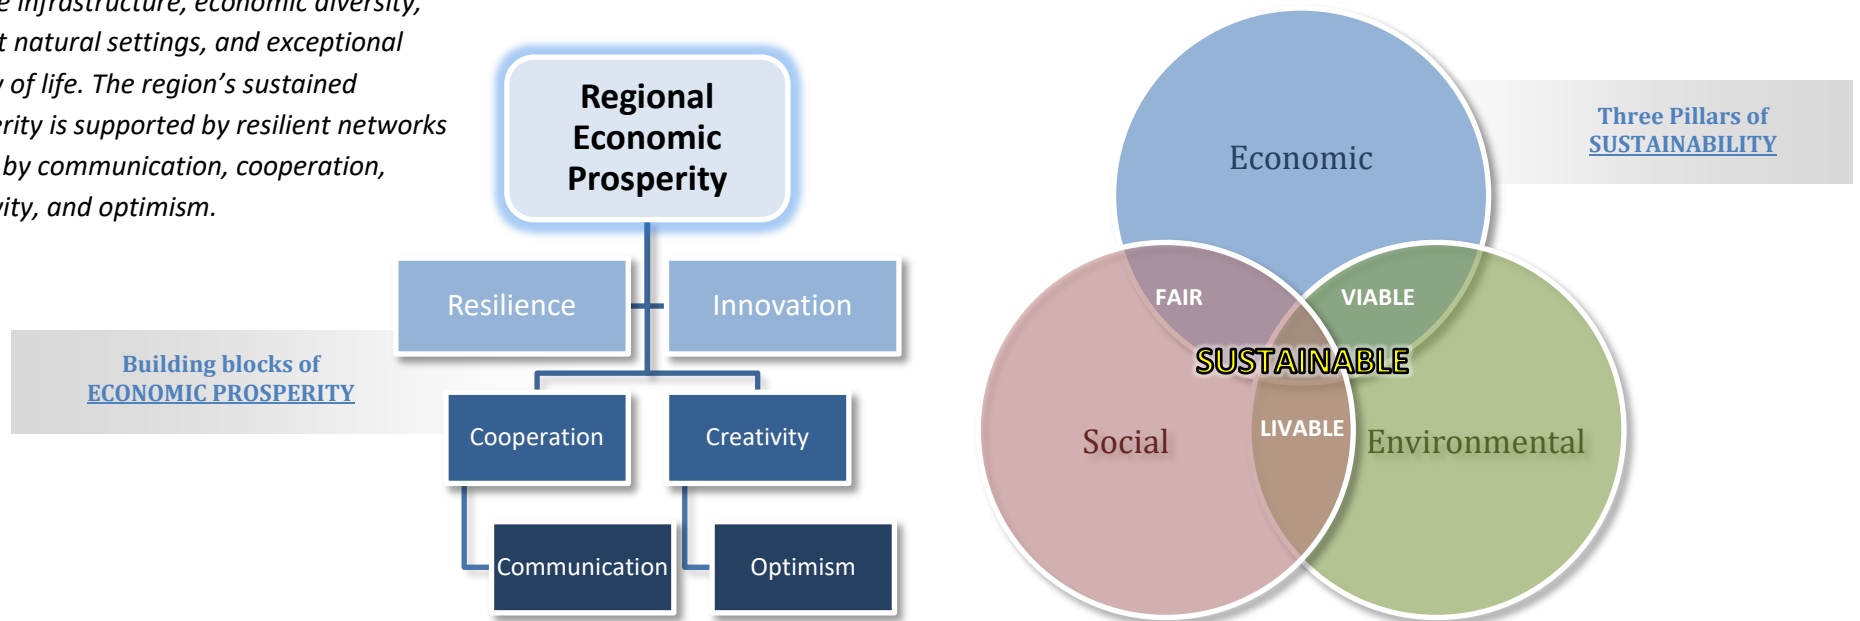 infrastructure, economic diversity,
natural settings, and exceptional
of life. The region's sustained
is supported by resilient networks
by communication, cooperation,
and optimism.
Regional
Economic
Prosperity
Resilience
Innovation
Building blocks of
ECONOMIC PROSPERITY
Cooperation
Creativity
Communication
Optimism
Three Pillars of
SUSTAINABILITY
Economic
FAIR
VIABLE
SUSTAINABLE
LIVABLE
Social
Environmental